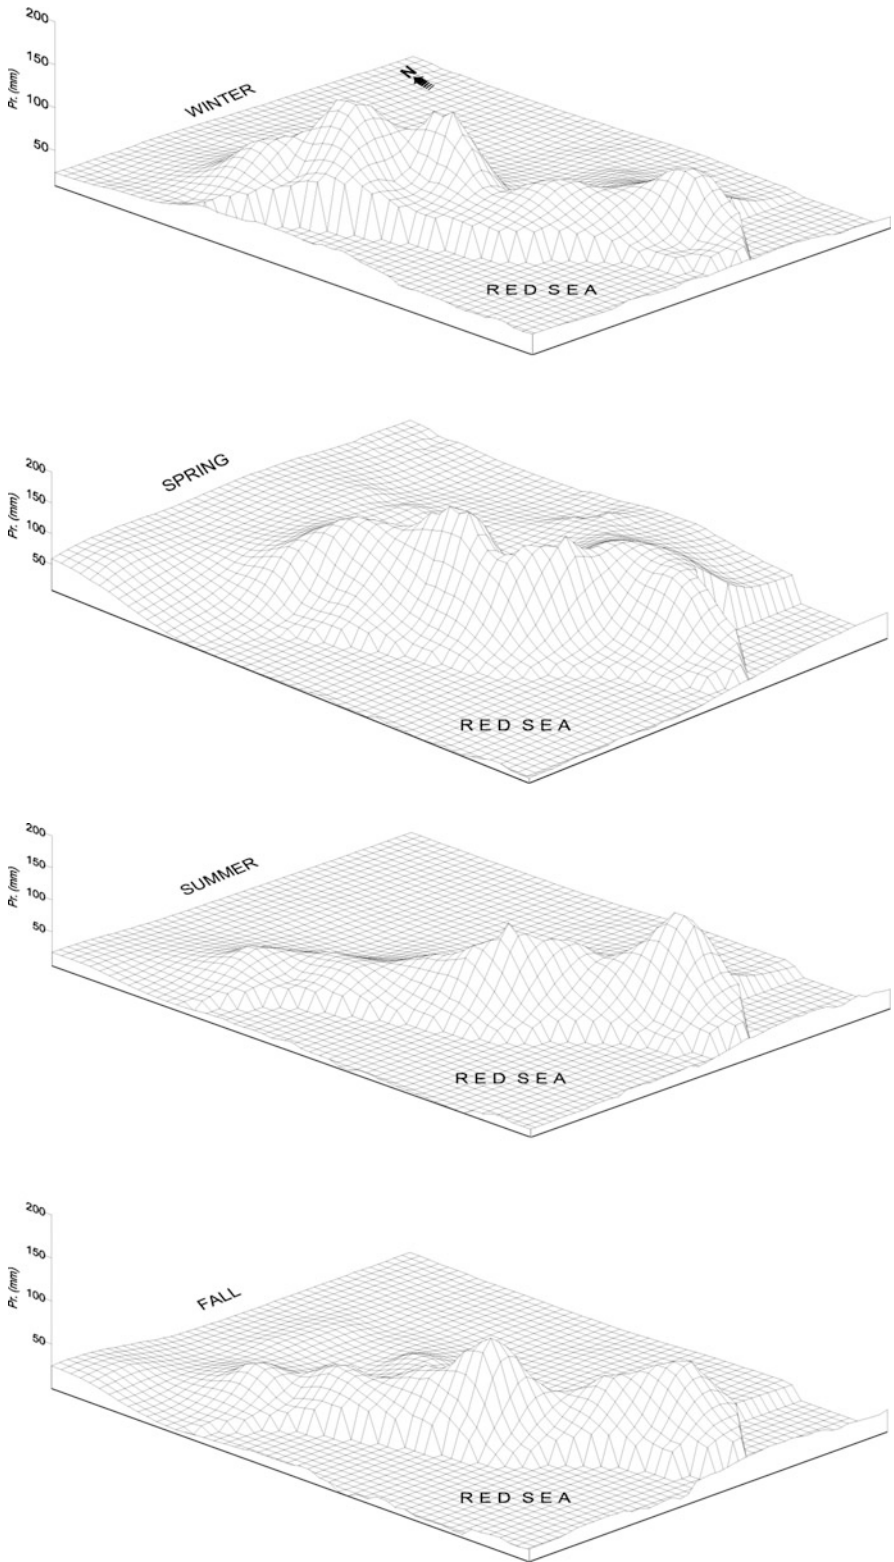 200
150
100
50
Pr. (mm)
WINTER
N
RED SEA
200
150
100
50
Pr. (mm)
SPRING
RED SEA
200
150
100
50
Pr. (mm)
SUMMER
RED SEA
200
150
100
50
Pr. (mm)
FALL
RED SEA